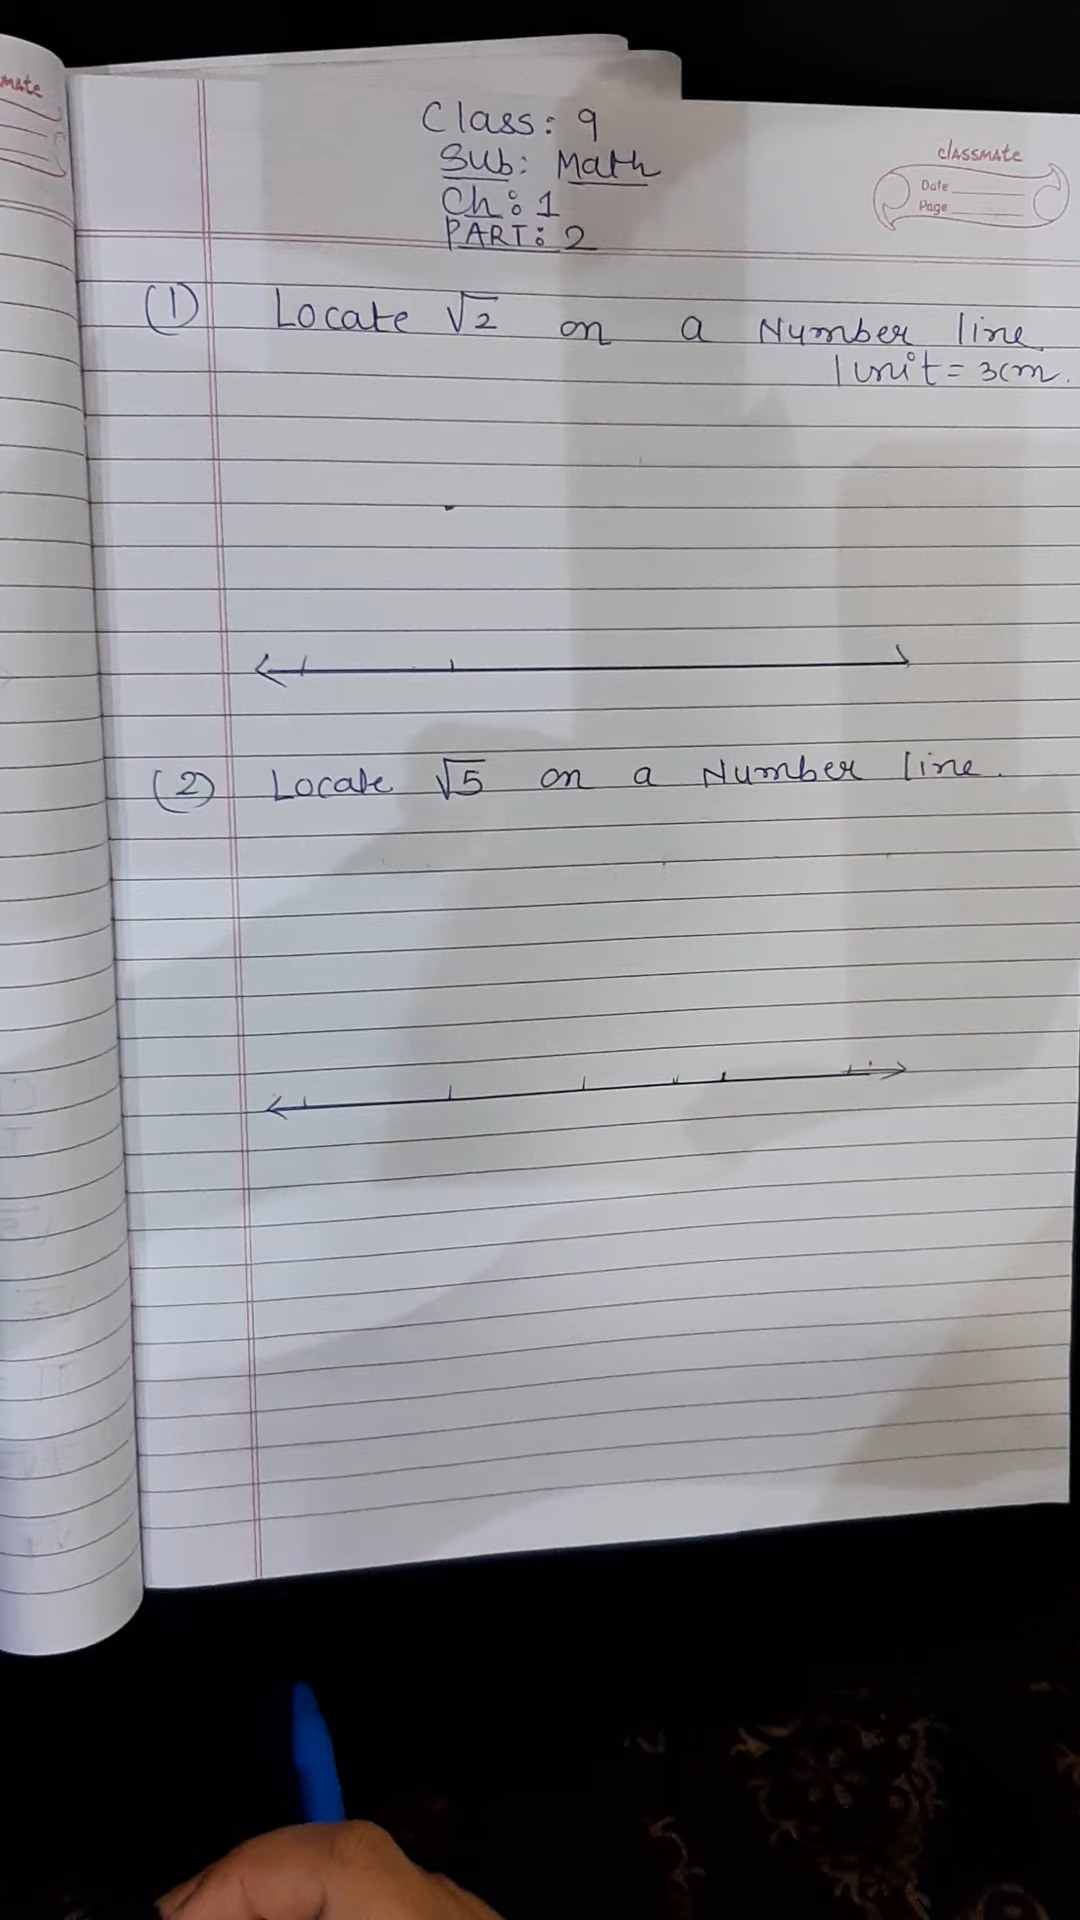 mate
Class: 9
Sub: Math
Ch: 1
PART: 2
classmate
Date
Page
(1) Locate √2 on a Number line
1 unit = 3cm.
(2) Locate √5 on a Number line.